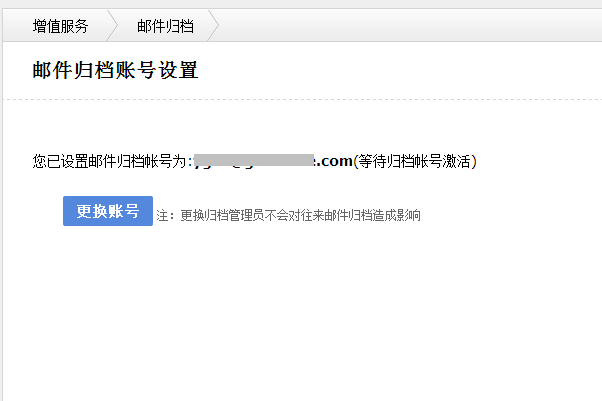 增值服务
邮件归档
邮件归档账号设置
您已设置邮件归档帐号为:.com(等待归档帐号激活)
更换账号
注：更换归档管理员不会对往来邮件归档造成影响